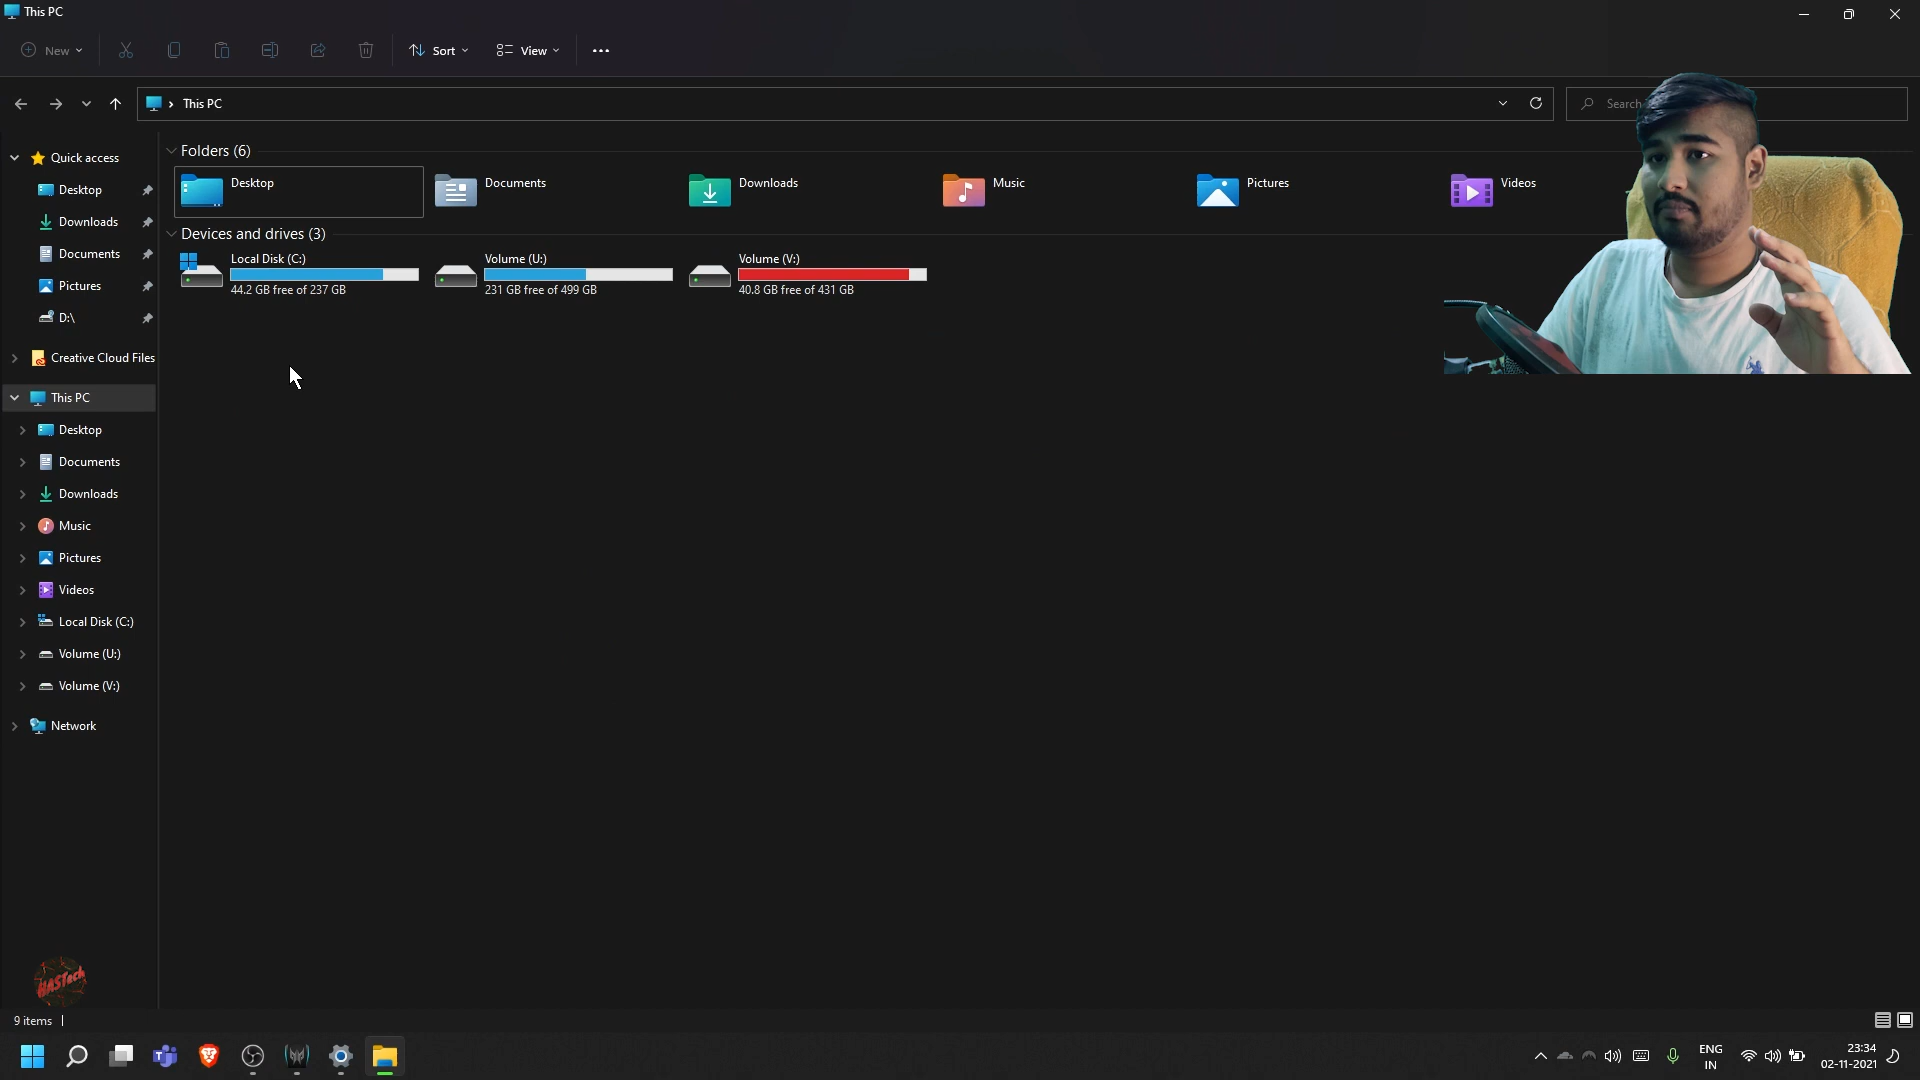 This PC
New
Sort
View
This PC
Search
Quick access
Desktop
Downloads
Documents
Pictures
D:\
Creative Cloud Files
This PC
Desktop
Documents
Downloads
Music
Pictures
Videos
Local Disk (C:)
Volume (U:)
Volume (V:)
Network
Folders (6)
Desktop
Documents
Downloads
Music
Pictures
Videos
Devices and drives (3)
Local Disk (C:)
44.2 GB free of 237 GB
Volume (U:)
231 GB free of 499 GB
Volume (V:)
40.8 GB free of 431 GB
HASTech
9 items
ENG
IN
23:34
02-11-2021